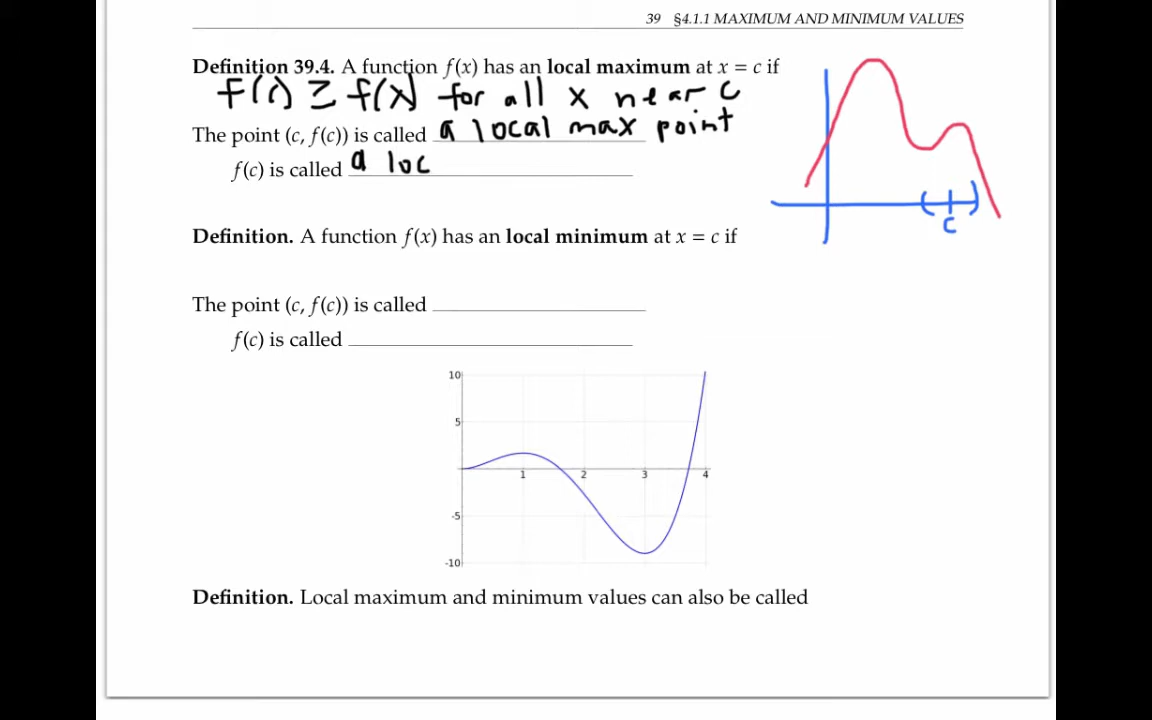 39 §4.1.1 MAXIMUM AND MINIMUM VALUES
Definition 39.4. A function f(x) has an local maximum at x = c if
f(c) ≥ f(x) for all x near c
The point (c, f(c)) is called a local max point
f(c) is called a loc
c
Definition. A function f(x) has an local minimum at x = c if
The point (c, f(c)) is called
f(c) is called
10
5
1 2 3 4
-5
-10
Definition. Local maximum and minimum values can also be called